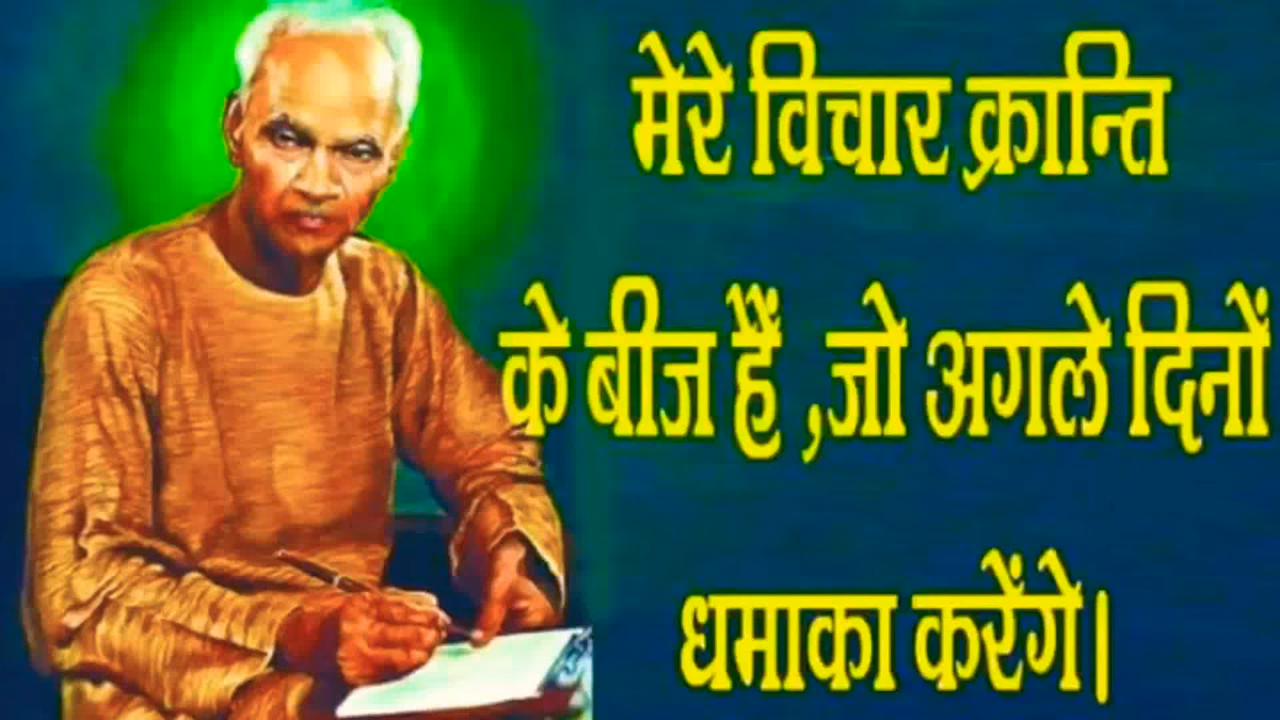 मेरे विचार क्रान्ति
के बीज हैं ,जो अगले दिनों
धमाका करेंगे।